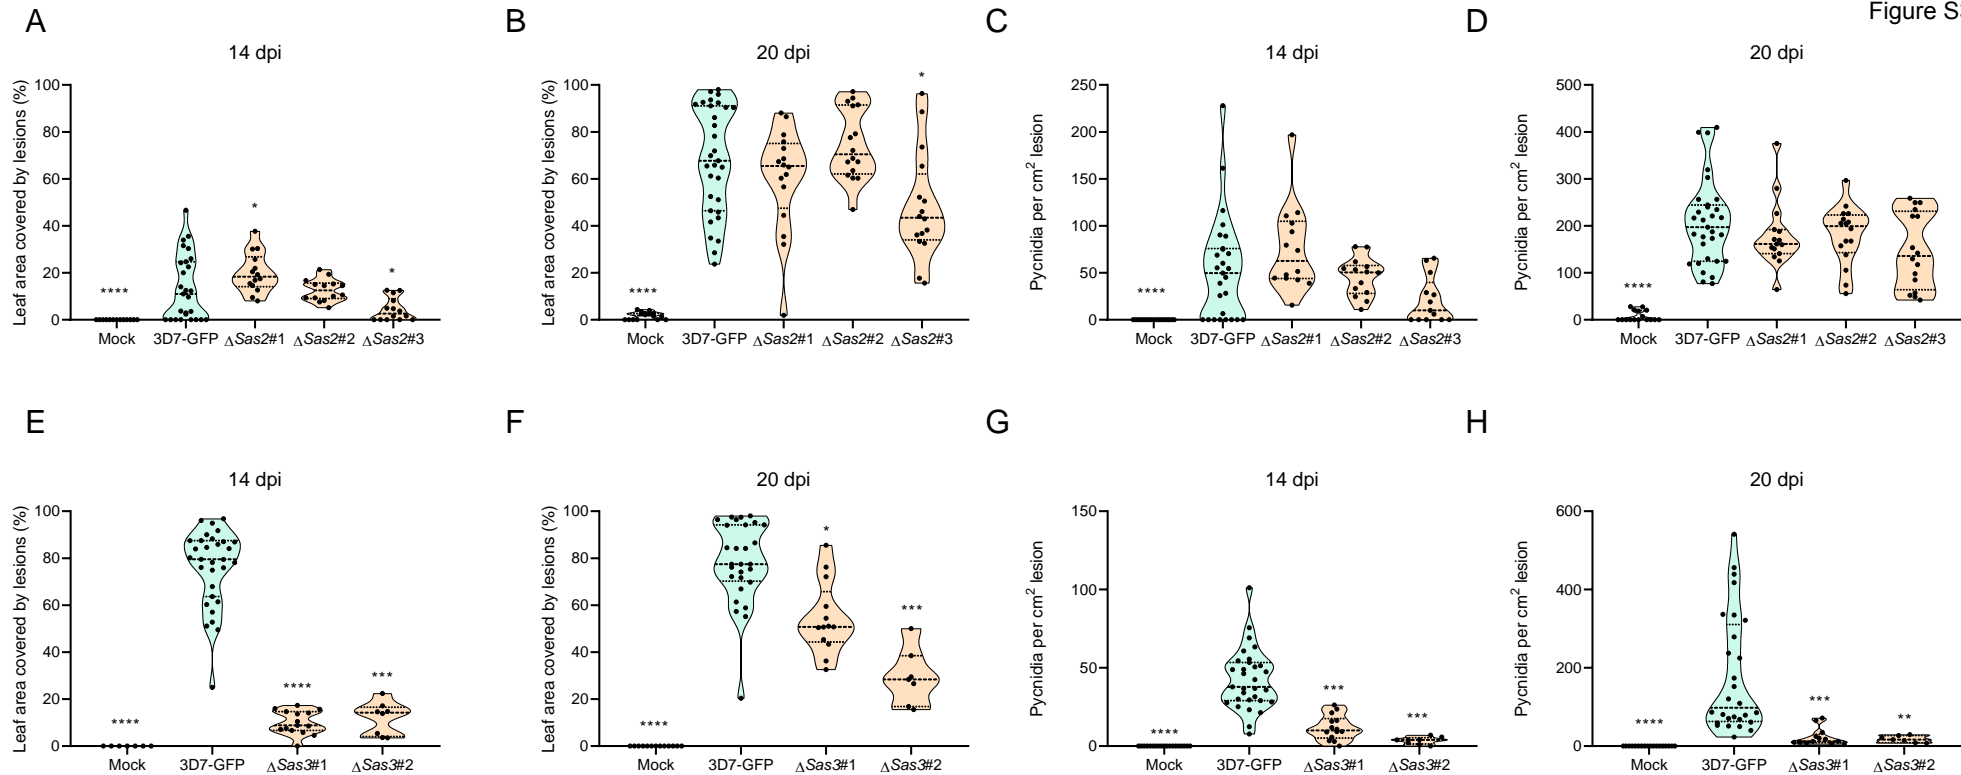 Figure S
A
14 dpi
Leaf area covered by lesions (%)
100
80
60
40
20
0
****
*
*
Mock 3D7-GFP ΔSas2#1 ΔSas2#2 ΔSas2#3
B
20 dpi
Leaf area covered by lesions (%)
100
80
60
40
20
0
****
*
Mock 3D7-GFP ΔSas2#1 ΔSas2#2 ΔSas2#3
C
14 dpi
Pycnidia per cm² lesion
250
200
150
100
50
0
****
Mock 3D7-GFP ΔSas2#1 ΔSas2#2 ΔSas2#3
D
20 dpi
Pycnidia per cm² lesion
500
400
300
200
100
0
****
Mock 3D7-GFP ΔSas2#1 ΔSas2#2 ΔSas2#3
E
14 dpi
Leaf area covered by lesions (%)
100
80
60
40
20
0
****
****
***
Mock 3D7-GFP ΔSas3#1 ΔSas3#2
F
20 dpi
Leaf area covered by lesions (%)
100
80
60
40
20
0
****
*
***
Mock 3D7-GFP ΔSas3#1 ΔSas3#2
G
14 dpi
Pycnidia per cm² lesion
150
100
50
0
****
***
***
Mock 3D7-GFP ΔSas3#1 ΔSas3#2
H
20 dpi
Pycnidia per cm² lesion
600
400
200
0
****
***
**
Mock 3D7-GFP ΔSas3#1 ΔSas3#2